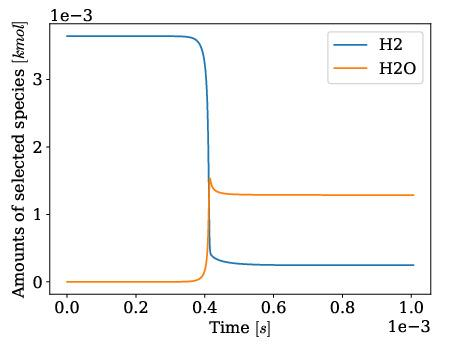 1e−3
Amounts of selected species [kmol]
3
2
1
0
H2
H2O
0.0 0.2 0.4 0.6 0.8 1.0
Time [s]
1e−3